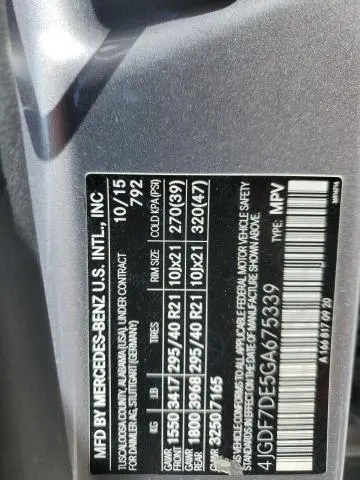 MFD BY MERCEDES-BENZ U.S. INTL., INC
TUSCALOOSA COUNTY, ALABAMA (USA), UNDER CONTRACT
FOR DAIMLER AG, STUTTGART (GERMANY)
10/15
792
KG LB TIRES RIM SIZE COLD KPA (PSI)
GAWR 1550 3417 295/40 R21 10Jx21 270(39)
GAWR 1800 3968 295/40 R21 10Jx21 320(47)
GVWR 3250 7165
THIS VEHICLE CONFORMS TO ALL APPLICABLE FEDERAL MOTOR VEHICLE SAFETY
STANDARDS IN EFFECT ON THE DATE OF MANUFACTURE SHOWN ABOVE.
4JGDF7DE5GA675339 TYPE: MPV
A 166 817 09 20